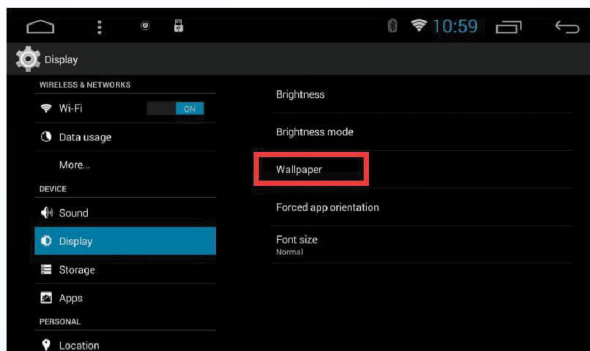 10:59
Display
WIRELESS & NETWORKS
Wi-Fi
ON
Data usage
More...
DEVICE
Sound
Display
Storage
Apps
PERSONAL
Location
Brightness
Brightness mode
Wallpaper
Forced app orientation
Font size
Normal